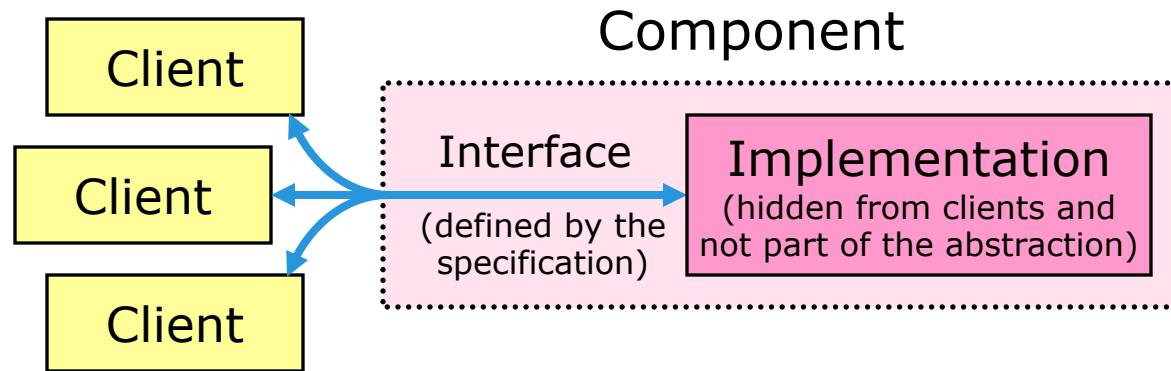 Component
Client
Client
Client
Interface
(defined by the
specification)
Implementation
(hidden from clients and
not part of the abstraction)